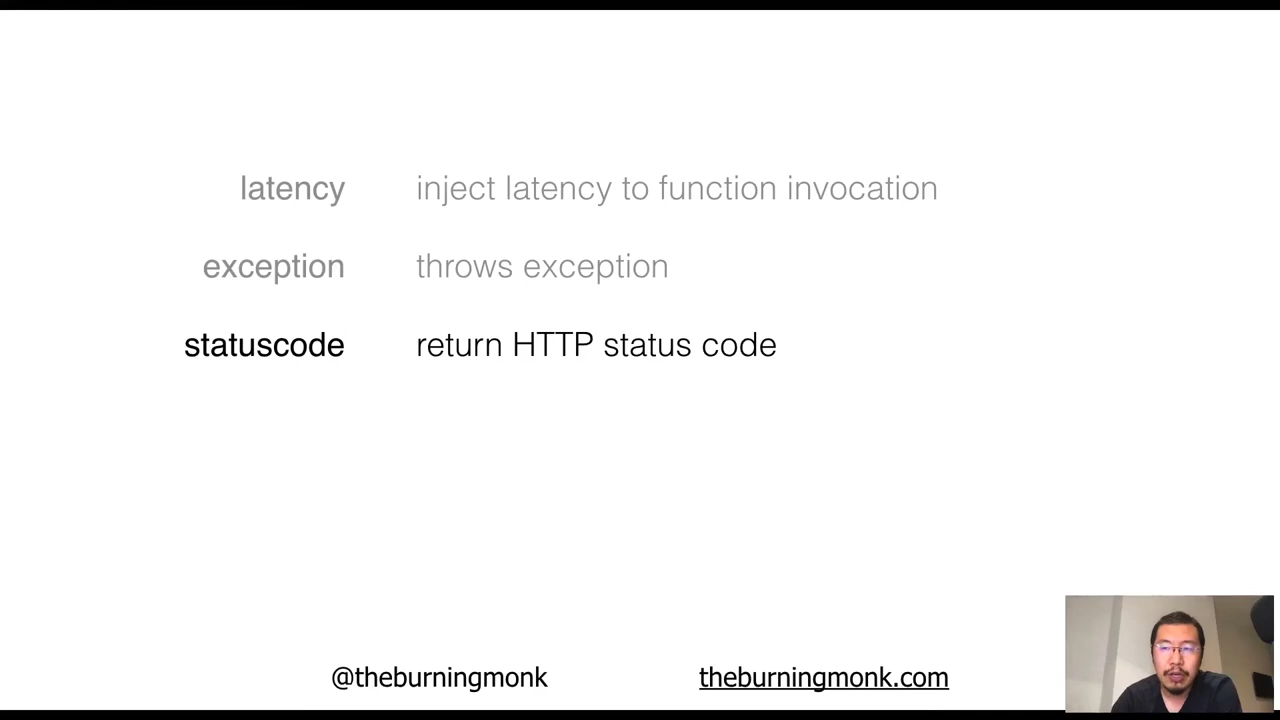 latency inject latency to function invocation
exception throws exception
statuscode return HTTP status code
@theburningmonk theburningmonk.com